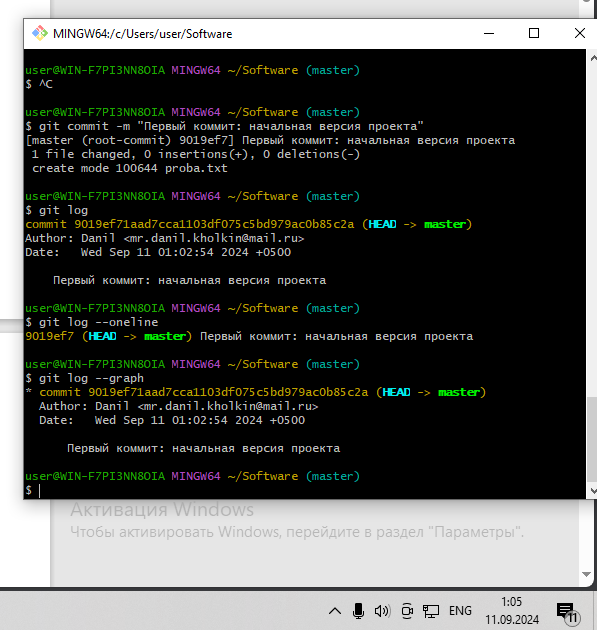 MINGW64:/c/Users/user/Software
user@WIN-F7PI3NN8OIA MINGW64 ~/Software (master)
$ ^C
user@WIN-F7PI3NN8OIA MINGW64 ~/Software (master)
$ git commit -m "Первый коммит: начальная версия проекта"
[master (root-commit) 9019ef7] Первый коммит: начальная версия проекта
1 file changed, 0 insertions(+), 0 deletions(-)
create mode 100644 proba.txt
user@WIN-F7PI3NN8OIA MINGW64 ~/Software (master)
$ git log
commit 9019ef71aad7cca1103df075c5bd979ac0b85c2a (HEAD -> master)
Author: Danil <mr.danil.kholkin@mail.ru>
Date:   Wed Sep 11 01:02:54 2024 +0500
Первый коммит: начальная версия проекта
user@WIN-F7PI3NN8OIA MINGW64 ~/Software (master)
$ git log --oneline
9019ef7 (HEAD -> master) Первый коммит: начальная версия проекта
user@WIN-F7PI3NN8OIA MINGW64 ~/Software (master)
$ git log --graph
* commit 9019ef71aad7cca1103df075c5bd979ac0b85c2a (HEAD -> master)
Author: Danil <mr.danil.kholkin@mail.ru>
Date:   Wed Sep 11 01:02:54 2024 +0500
Первый коммит: начальная версия проекта
user@WIN-F7PI3NN8OIA MINGW64 ~/Software (master)
$
Активация Windows
Чтобы активировать Windows, перейдите в раздел "Параметры".
ENG
1:05
11.09.2024
11